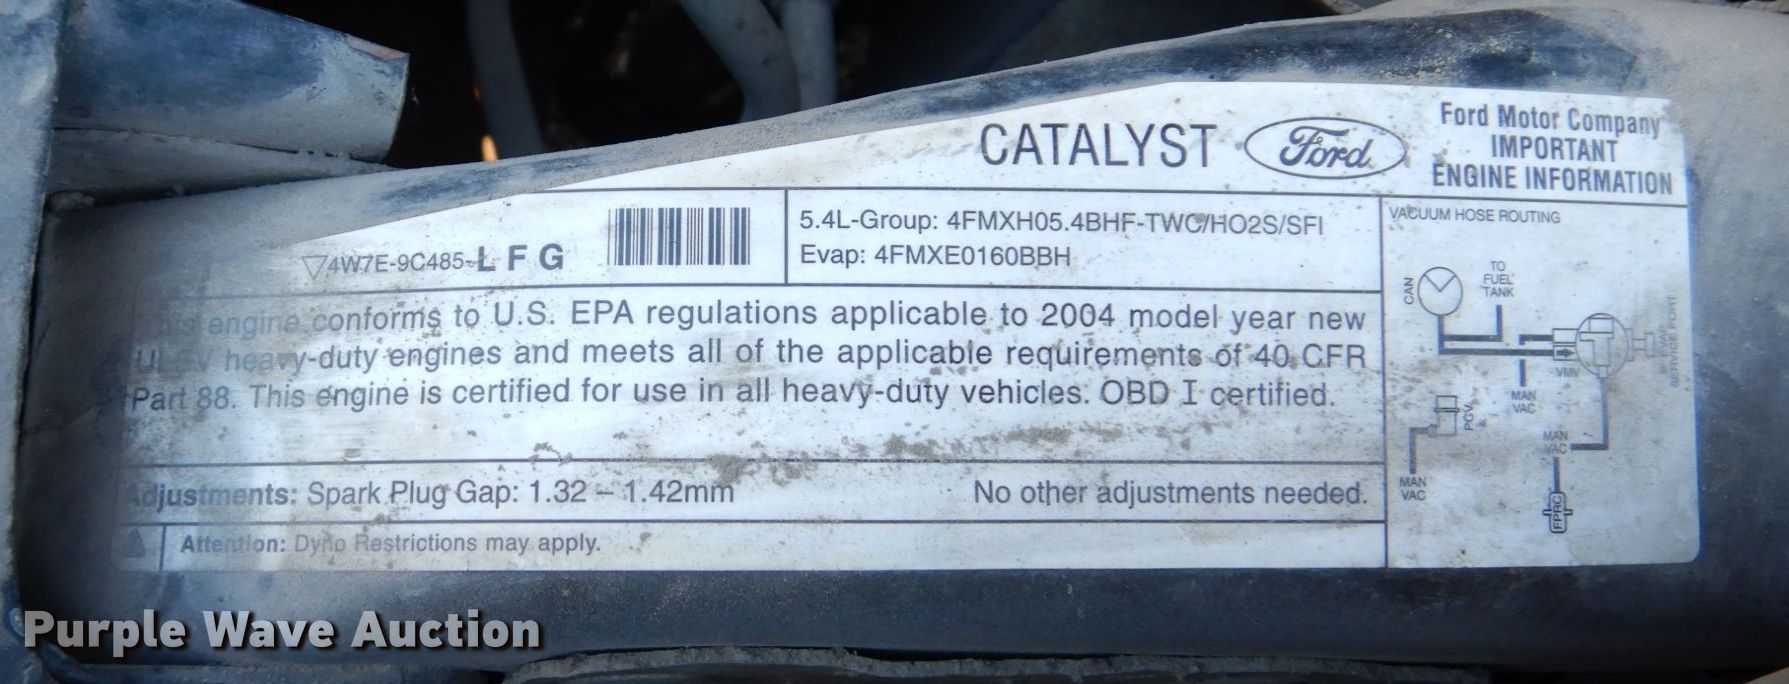 CATALYST
Ford
Ford Motor Company
IMPORTANT
ENGINE INFORMATION
4W7E-9C485- L F G
5.4L-Group: 4FMXH05.4BHF-TWC/HO2S/SFI
Evap: 4FMXE0160BBH
engine conforms to U.S. EPA regulations applicable to 2004 model year new
heavy-duty engines and meets all of the applicable requirements of 40 CFR
Part 88. This engine is certified for use in all heavy-duty vehicles. OBD I certified.
Adjustments: Spark Plug Gap: 1.32 – 1.42mm
No other adjustments needed.
Attention: Dyno Restrictions may apply.
VACUUM HOSE ROUTING
CAN
TO
FUEL
TANK
EVAP
SERVICE PORT
VMV
MAN
VAC
PCV
MAN
VAC
MAN
VAC
FPRC
Purple Wave Auction